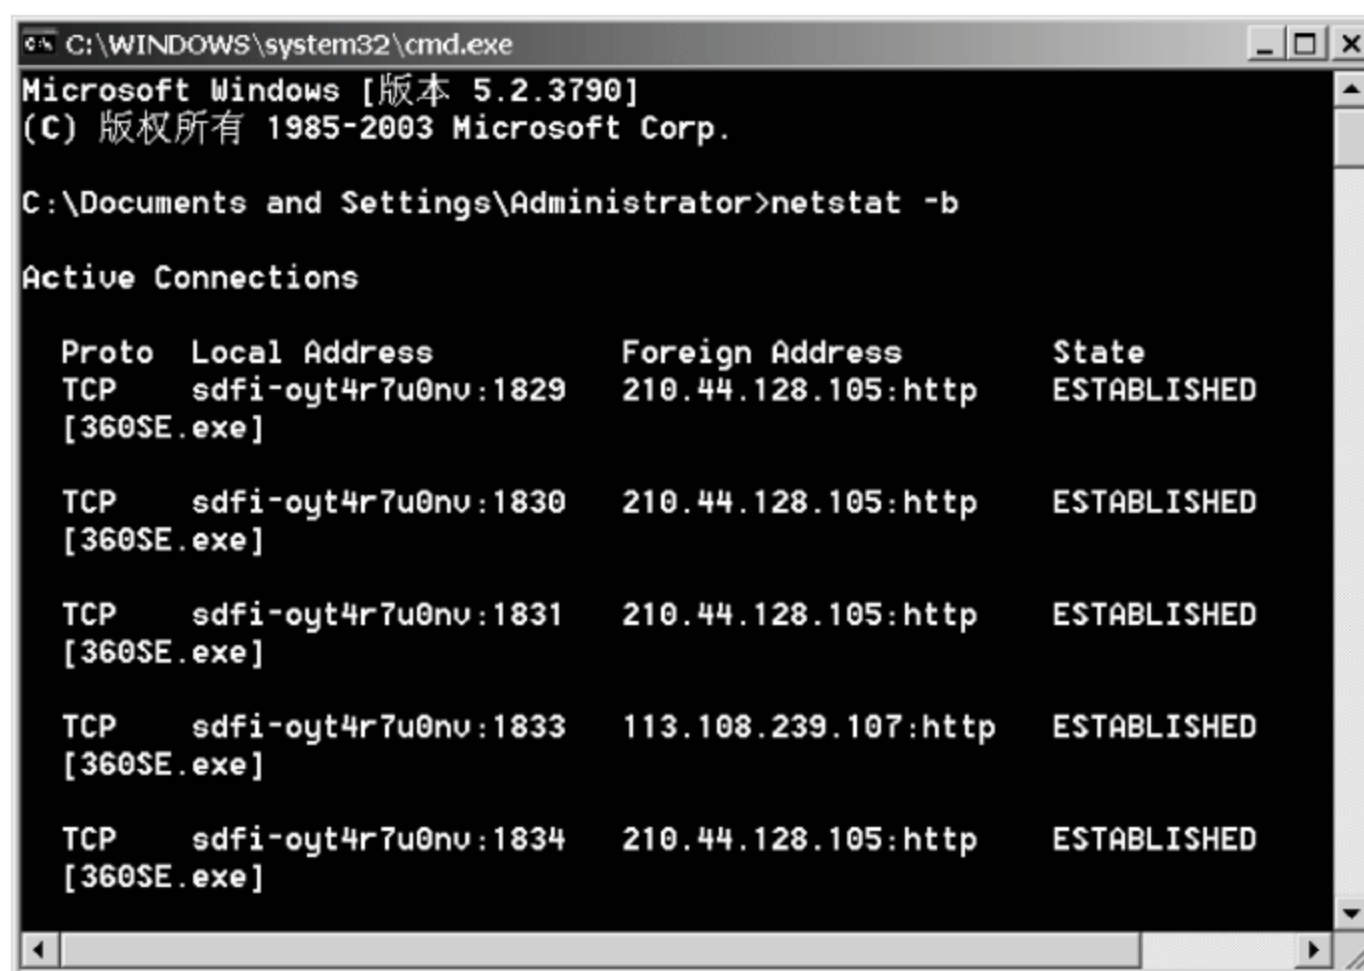 C:\WINDOWS\system32\cmd.exe
Microsoft Windows [版本 5.2.3790]
(C) 版权所有 1985-2003 Microsoft Corp.
C:\Documents and Settings\Administrator>netstat -b
Active Connections
Proto Local Address Foreign Address State
TCP sdfi-oyt4r7u0nv:1829 210.44.128.105:http ESTABLISHED
[360SE.exe]
TCP sdfi-oyt4r7u0nv:1830 210.44.128.105:http ESTABLISHED
[360SE.exe]
TCP sdfi-oyt4r7u0nv:1831 210.44.128.105:http ESTABLISHED
[360SE.exe]
TCP sdfi-oyt4r7u0nv:1833 113.108.239.107:http ESTABLISHED
[360SE.exe]
TCP sdfi-oyt4r7u0nv:1834 210.44.128.105:http ESTABLISHED
[360SE.exe]